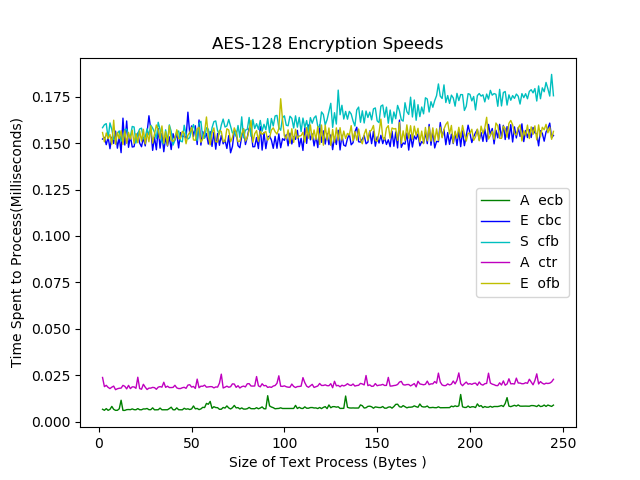 AES-128 Encryption Speeds
Time Spent to Process(Milliseconds)
0.175
0.150
0.125
0.100
0.075
0.050
0.025
0.000
A ecb
E cbc
S cfb
A ctr
E ofb
0 50 100 150 200 250
Size of Text Process (Bytes )